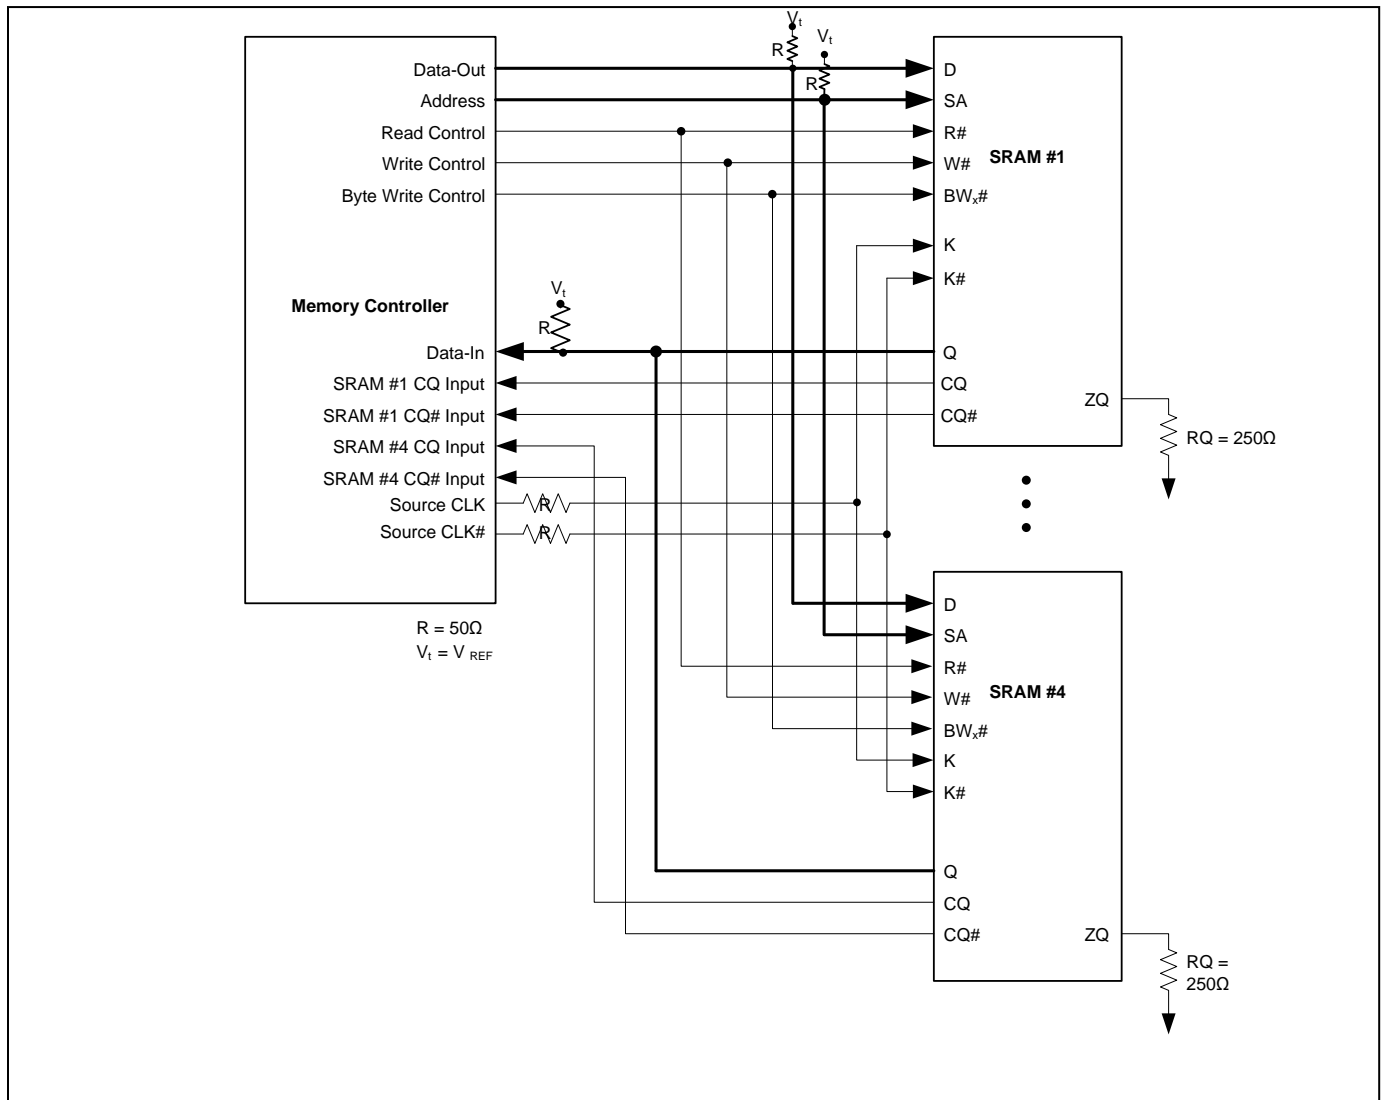 Vt
Vt
R
R
Data-Out
Address
Read Control
Write Control
Byte Write Control
Memory Controller
Vt
R
Data-In
SRAM #1 CQ Input
SRAM #1 CQ# Input
SRAM #4 CQ Input
SRAM #4 CQ# Input
Source CLK
R
Source CLK#
R
R = 50Ω
Vt = V REF
D
SA
R#
SRAM #1
W#
BWx#
K
K#
Q
CQ
CQ#
ZQ
RQ = 250Ω
D
SA
R#
SRAM #4
W#
BWx#
K
K#
Q
CQ
CQ#
ZQ
RQ =
250Ω